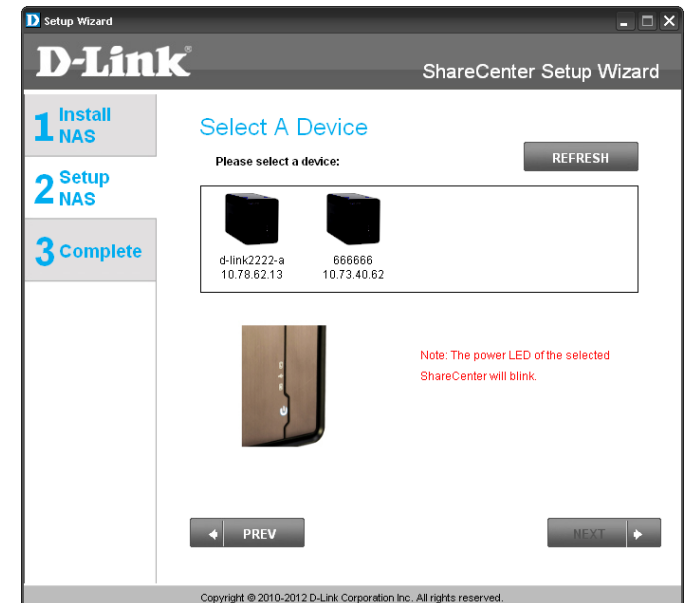 D Setup Wizard
D-Link®
ShareCenter Setup Wizard
1 Install
NAS
2 Setup
NAS
3 Complete
Select A Device
Please select a device:
REFRESH
d-link2222-a
10.78.62.13
666666
10.73.40.62
Note: The power LED of the selected
ShareCenter will blink.
PREV
NEXT
Copyright © 2010-2012 D-Link Corporation Inc. All rights reserved.